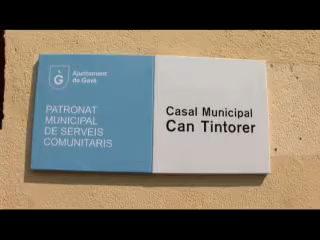 Ġ
Ajuntament
de Gavà
PATRONAT
MUNICIPAL
DE SERVEIS
COMUNITARIS
Casal Municipal
Can Tintorer